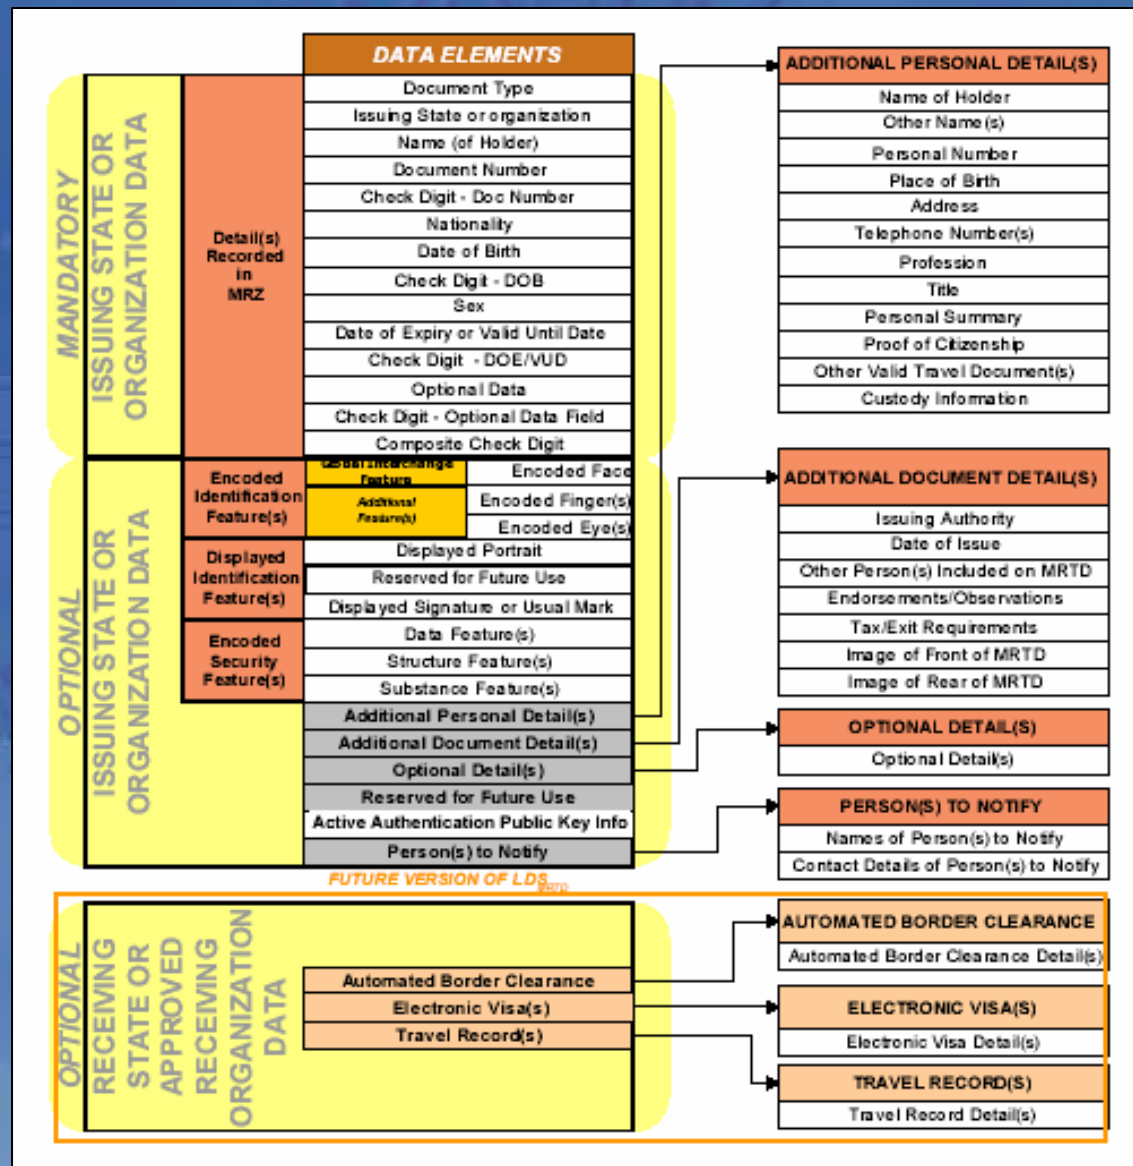 DATA ELEMENTS
MANDATORY
ISSUING STATE OR
ORGANIZATION DATA
Detail(s)
Recorded
in
MRZ
Document Type
Issuing State or organization
Name (of Holder)
Document Number
Check Digit - Doc Number
Nationality
Date of Birth
Check Digit - DOB
Sex
Date of Expiry or Valid Until Date
Check Digit - DOE/VUD
Optional Data
Check Digit - Optional Data Field
Composite Check Digit
OPTIONAL
ISSUING STATE OR
ORGANIZATION DATA
Encoded
Identification
Feature(s)
Global Interchange
Feature
Encoded Face
Additional
Feature(s)
Encoded Finger(s)
Encoded Eye(s)
Displayed
Identification
Feature(s)
Displayed Portrait
Reserved for Future Use
Displayed Signature or Usual Mark
Encoded
Security
Feature(s)
Data Feature(s)
Structure Feature(s)
Substance Feature(s)
Additional Personal Detail(s)
Additional Document Detail(s)
Optional Detail(s)
Reserved for Future Use
Active Authentication Public Key Info
Person(s) to Notify
ADDITIONAL PERSONAL DETAIL(S)
Name of Holder
Other Name(s)
Personal Number
Place of Birth
Address
Telephone Number(s)
Profession
Title
Personal Summary
Proof of Citizenship
Other Valid Travel Document(s)
Custody Information
ADDITIONAL DOCUMENT DETAIL(S)
Issuing Authority
Date of Issue
Other Person(s) Included on MRTD
Endorsements/Observations
Tax/Exit Requirements
Image of Front of MRTD
Image of Rear of MRTD
OPTIONAL DETAIL(S)
Optional Detail(s)
PERSON(S) TO NOTIFY
Names of Person(s) to Notify
Contact Details of Person(s) to Notify
FUTURE VERSION OF LDS MRTD
OPTIONAL
RECEIVING
STATE OR
APPROVED
RECEIVING
ORGANIZATION
DATA
Automated Border Clearance
Electronic Visa(s)
Travel Record(s)
AUTOMATED BORDER CLEARANCE
Automated Border Clearance Detail(s)
ELECTRONIC VISA(S)
Electronic Visa Detail(s)
TRAVEL RECORD(S)
Travel Record Detail(s)